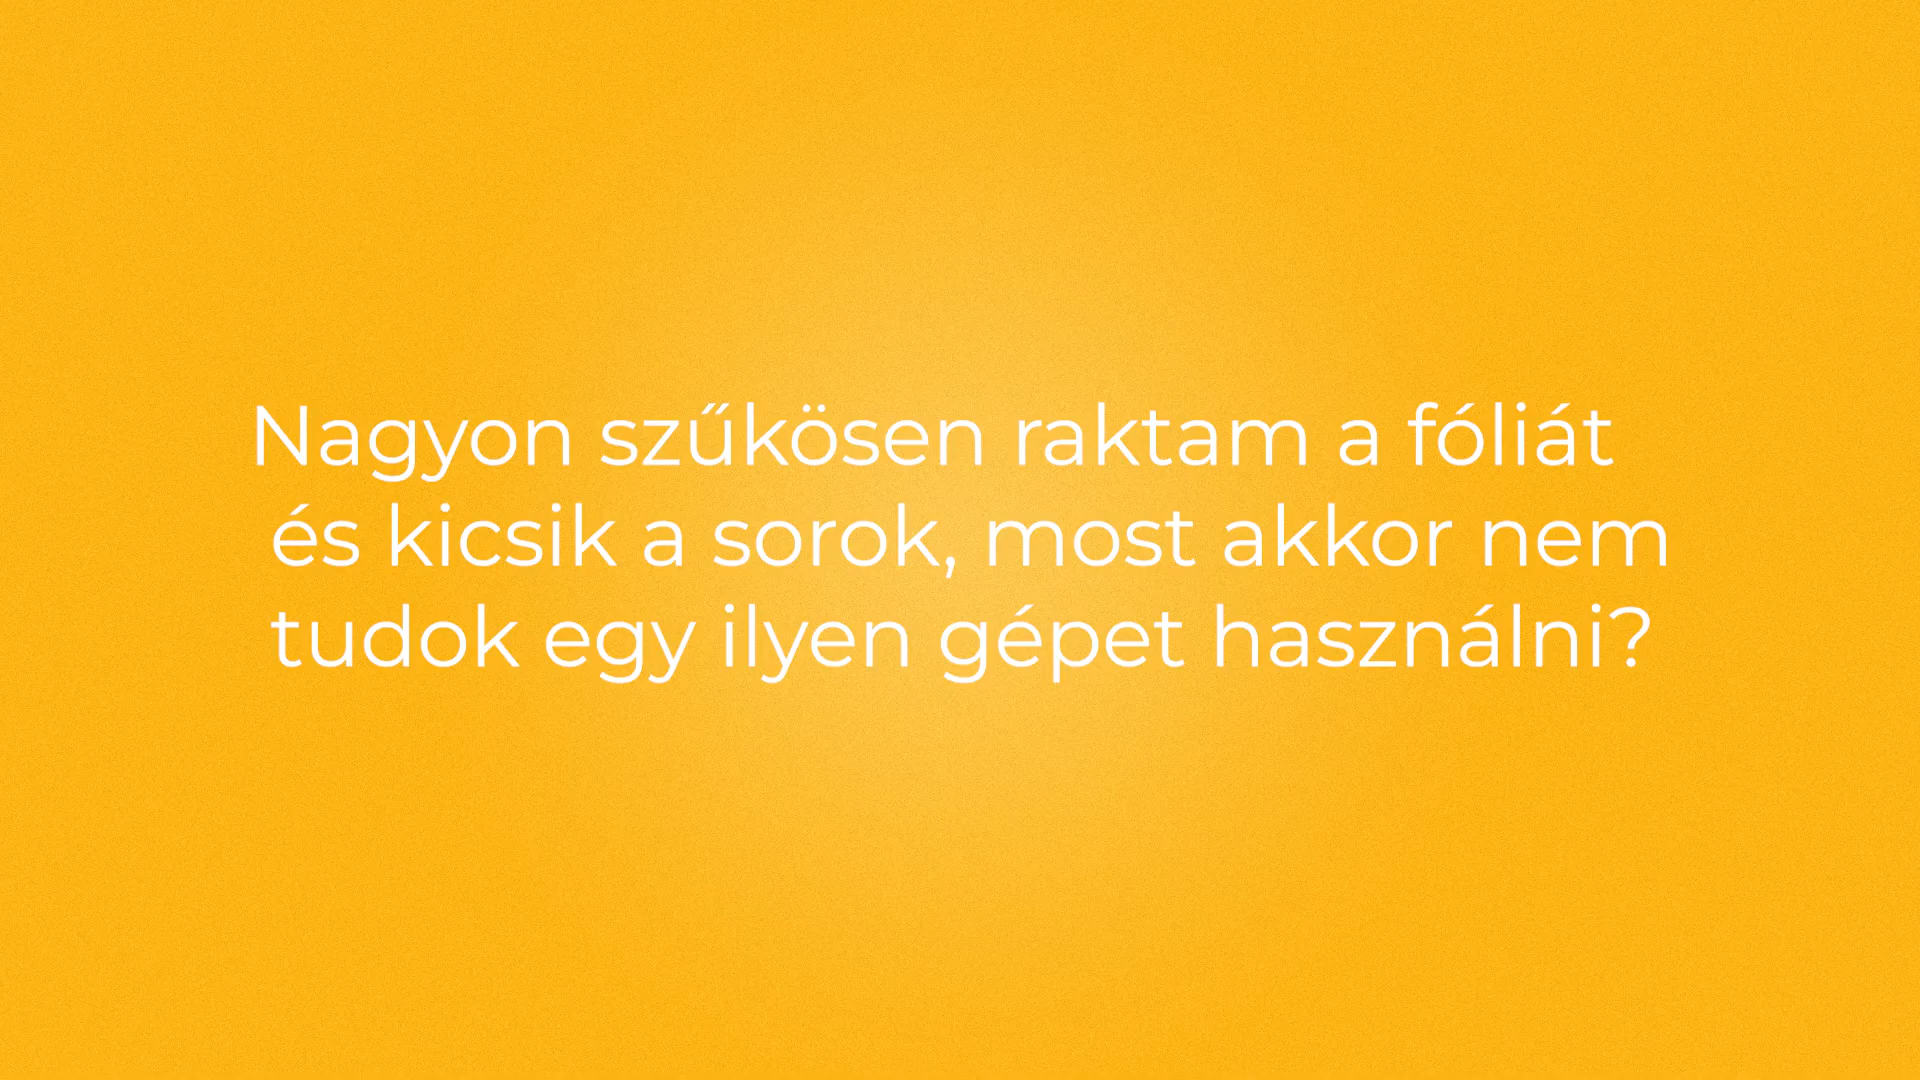 Nagyon szűkösen raktam a fóliát
és kicsik a sorok, most akkor nem
tudok egy ilyen gépet használni?